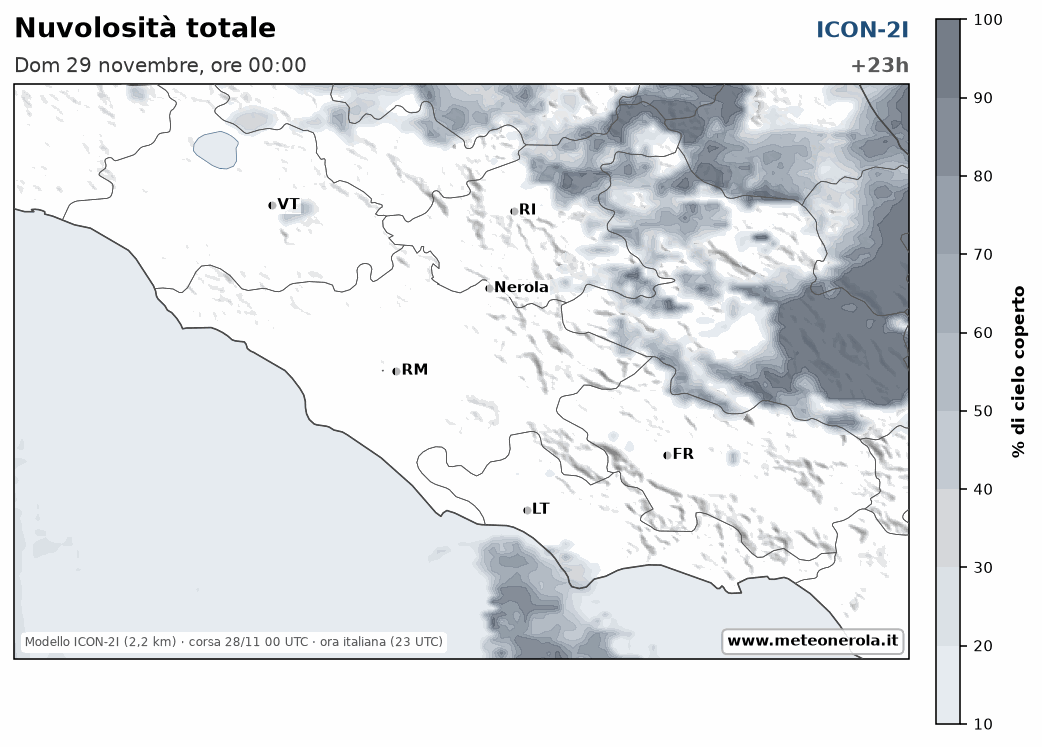 Nuvolosità totale
ICON-2I
Dom 29 novembre, ore 00:00
+23h
VT
RI
Nerola
RM
FR
LT
Modello ICON-2I (2,2 km) · corsa 28/11 00 UTC · ora italiana (23 UTC)
www.meteonerola.it
100
90
80
70
60
50
40
30
20
10
% di cielo coperto